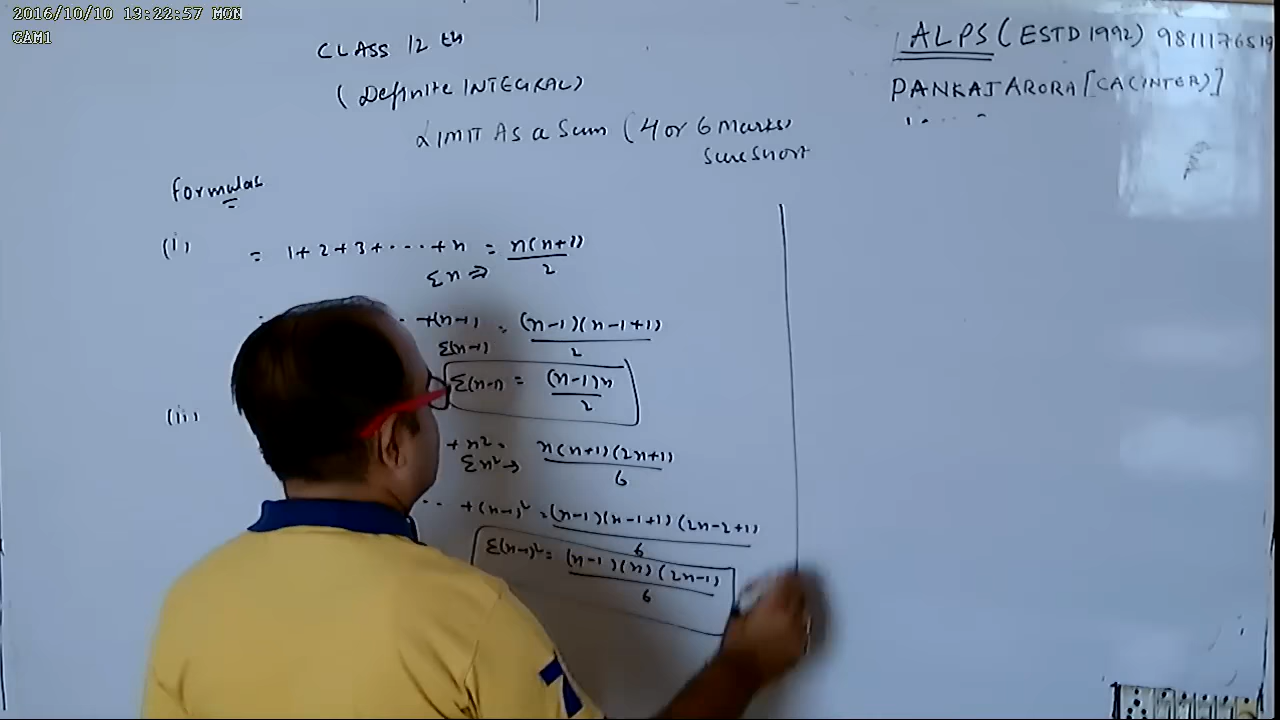 2016/10/10 13:22:57 MON
CAM1
CLASS 12 th
(Definite INTEGRAL)
LIMIT AS a Sum (4 or 6 Marks)
SureShort
ALPS (ESTD 1992) 9811176519
PANKAJ ARORA [CA(INTER)]
Formulas
(i) = 1+2+3+....+n = n(n+1)/2
Σn ⇒
+(n-1) = (n-1)(n-1+1)/2
Σ(n-1)
Σ(n-1) = (n-1)n/2
(ii) + n² = n(n+1)(2n+1)/6
Σn² →
.. +(n-1)² = (n-1)(n-1+1)(2n-2+1)/6
Σ(n-1)² = (n-1)(n)(2n-1)/6